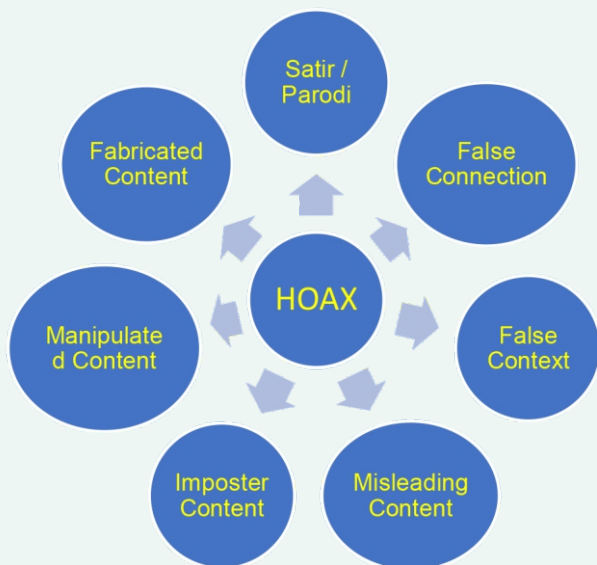 Satir /
Parodi
False
Connection
False
Context
Misleading
Content
Imposter
Content
Manipulate
d Content
Fabricated
Content
HOAX